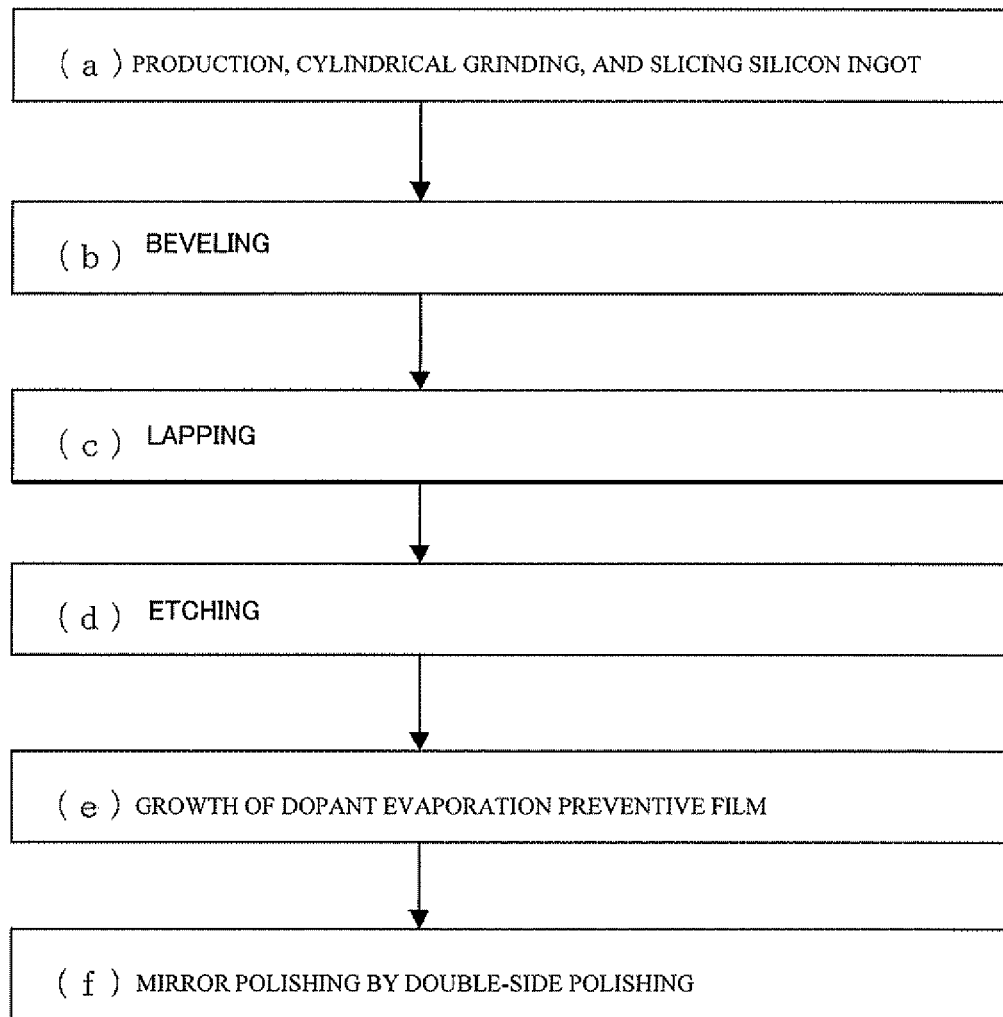 (a) PRODUCTION, CYLINDRICAL GRINDING, AND SLICING SILICON INGOT
(b) BEVELING
(c) LAPPING
(d) ETCHING
(e) GROWTH OF DOPANT EVAPORATION PREVENTIVE FILM
(f) MIRROR POLISHING BY DOUBLE-SIDE POLISHING